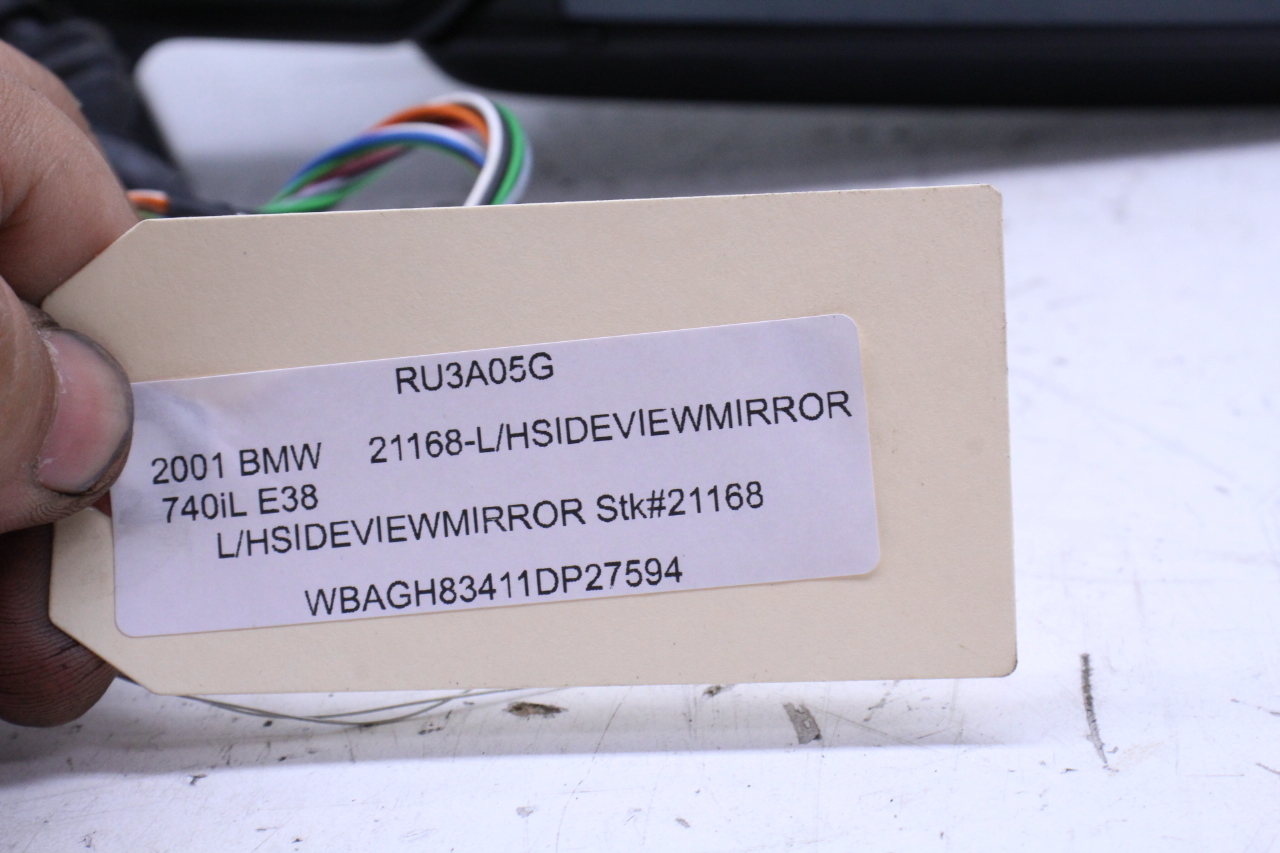 RU3A05G
2001 BMW 21168-L/HSIDEVIEWMIRROR
740iL E38
L/HSIDEVIEWMIRROR Stk#21168
WBAGH83411DP27594